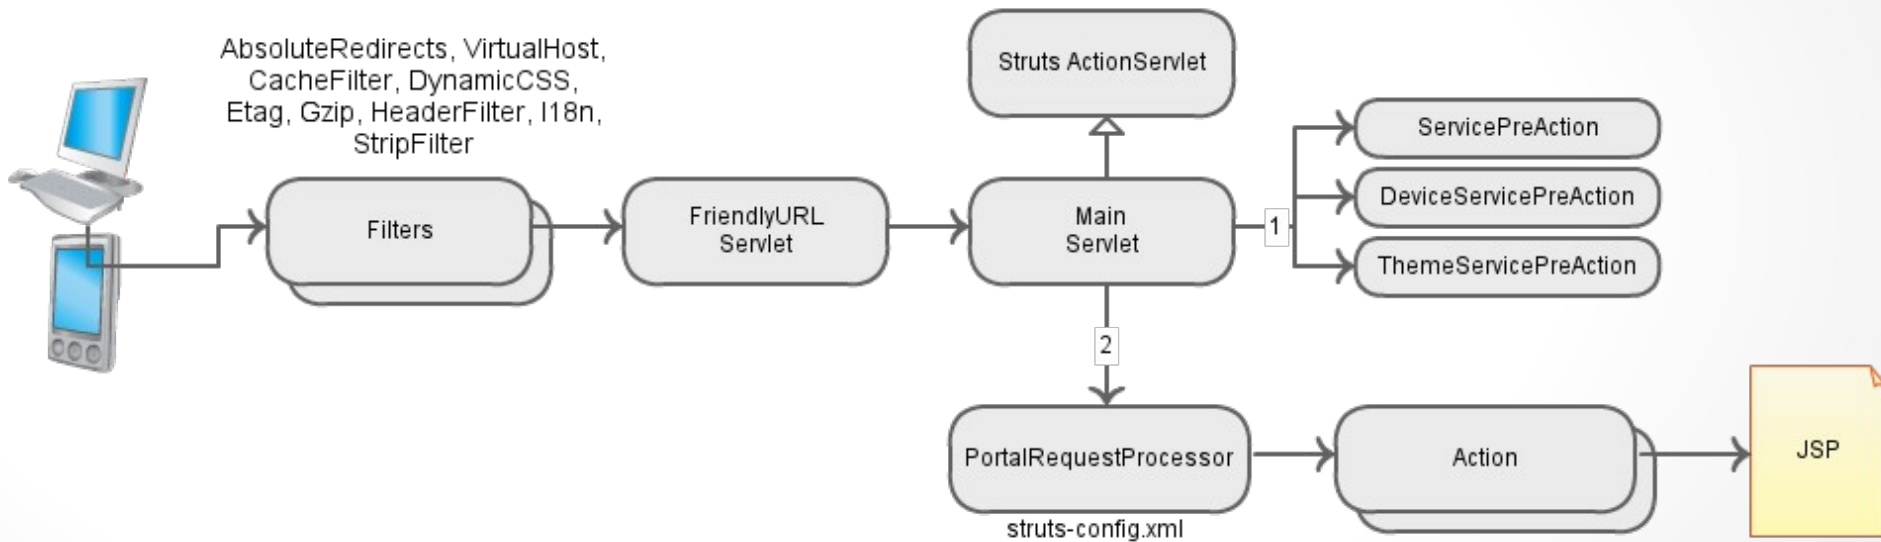 AbsoluteRedirects, VirtualHost,
CacheFilter, DynamicCSS,
Etag, Gzip, HeaderFilter, I18n,
StripFilter
Filters
FriendlyURL
Servlet
Struts ActionServlet
Main
Servlet
1
ServicePreAction
DeviceServicePreAction
ThemeServicePreAction
2
PortalRequestProcessor
struts-config.xml
Action
JSP